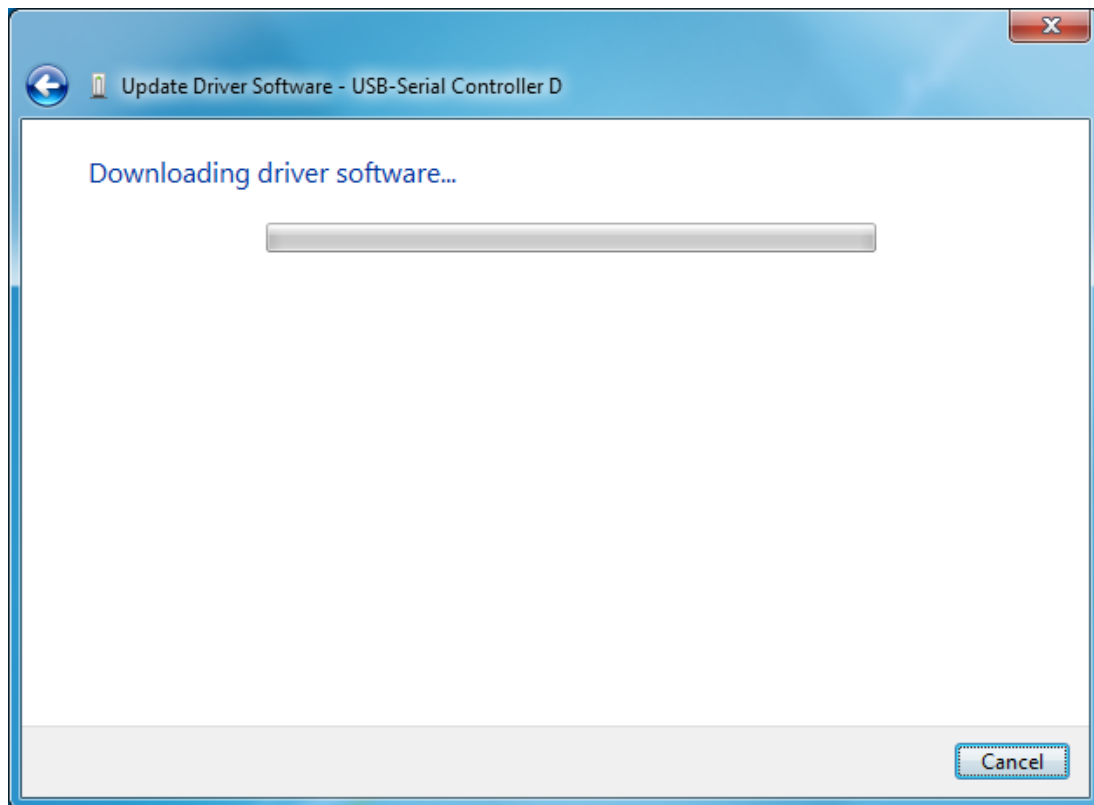 Update Driver Software - USB-Serial Controller D
Downloading driver software...
Cancel